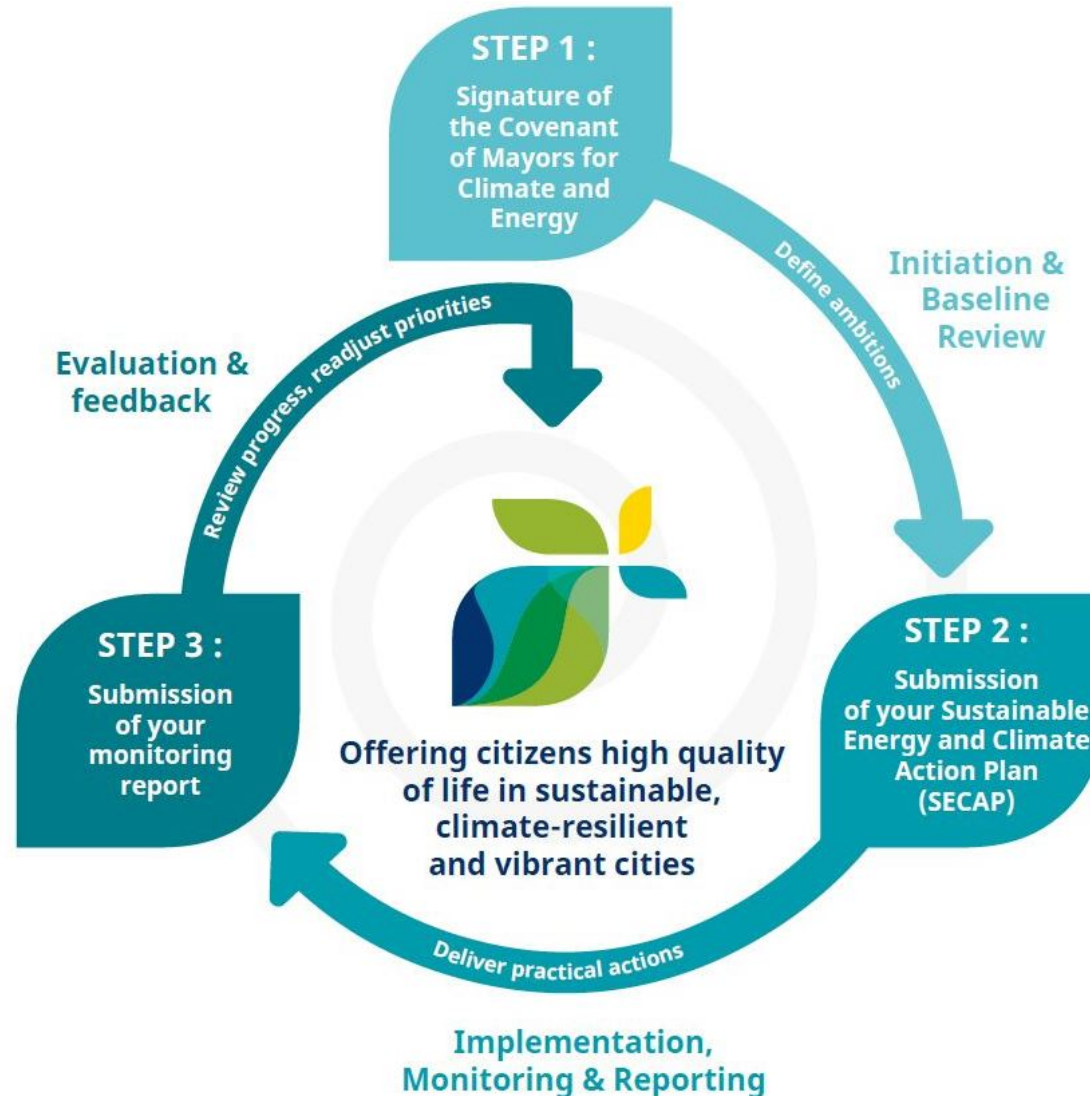 STEP 1 :
Signature of
the Covenant
of Mayors for
Climate and
Energy
Define ambitions
Initiation &
Baseline
Review
STEP 2 :
Submission
of your Sustainable
Energy and Climate
Action Plan
(SECAP)
Deliver practical actions
Implementation,
Monitoring & Reporting
STEP 3 :
Submission
of your
monitoring
report
Review progress, readjust priorities
Evaluation &
feedback
Offering citizens high quality
of life in sustainable,
climate-resilient
and vibrant cities